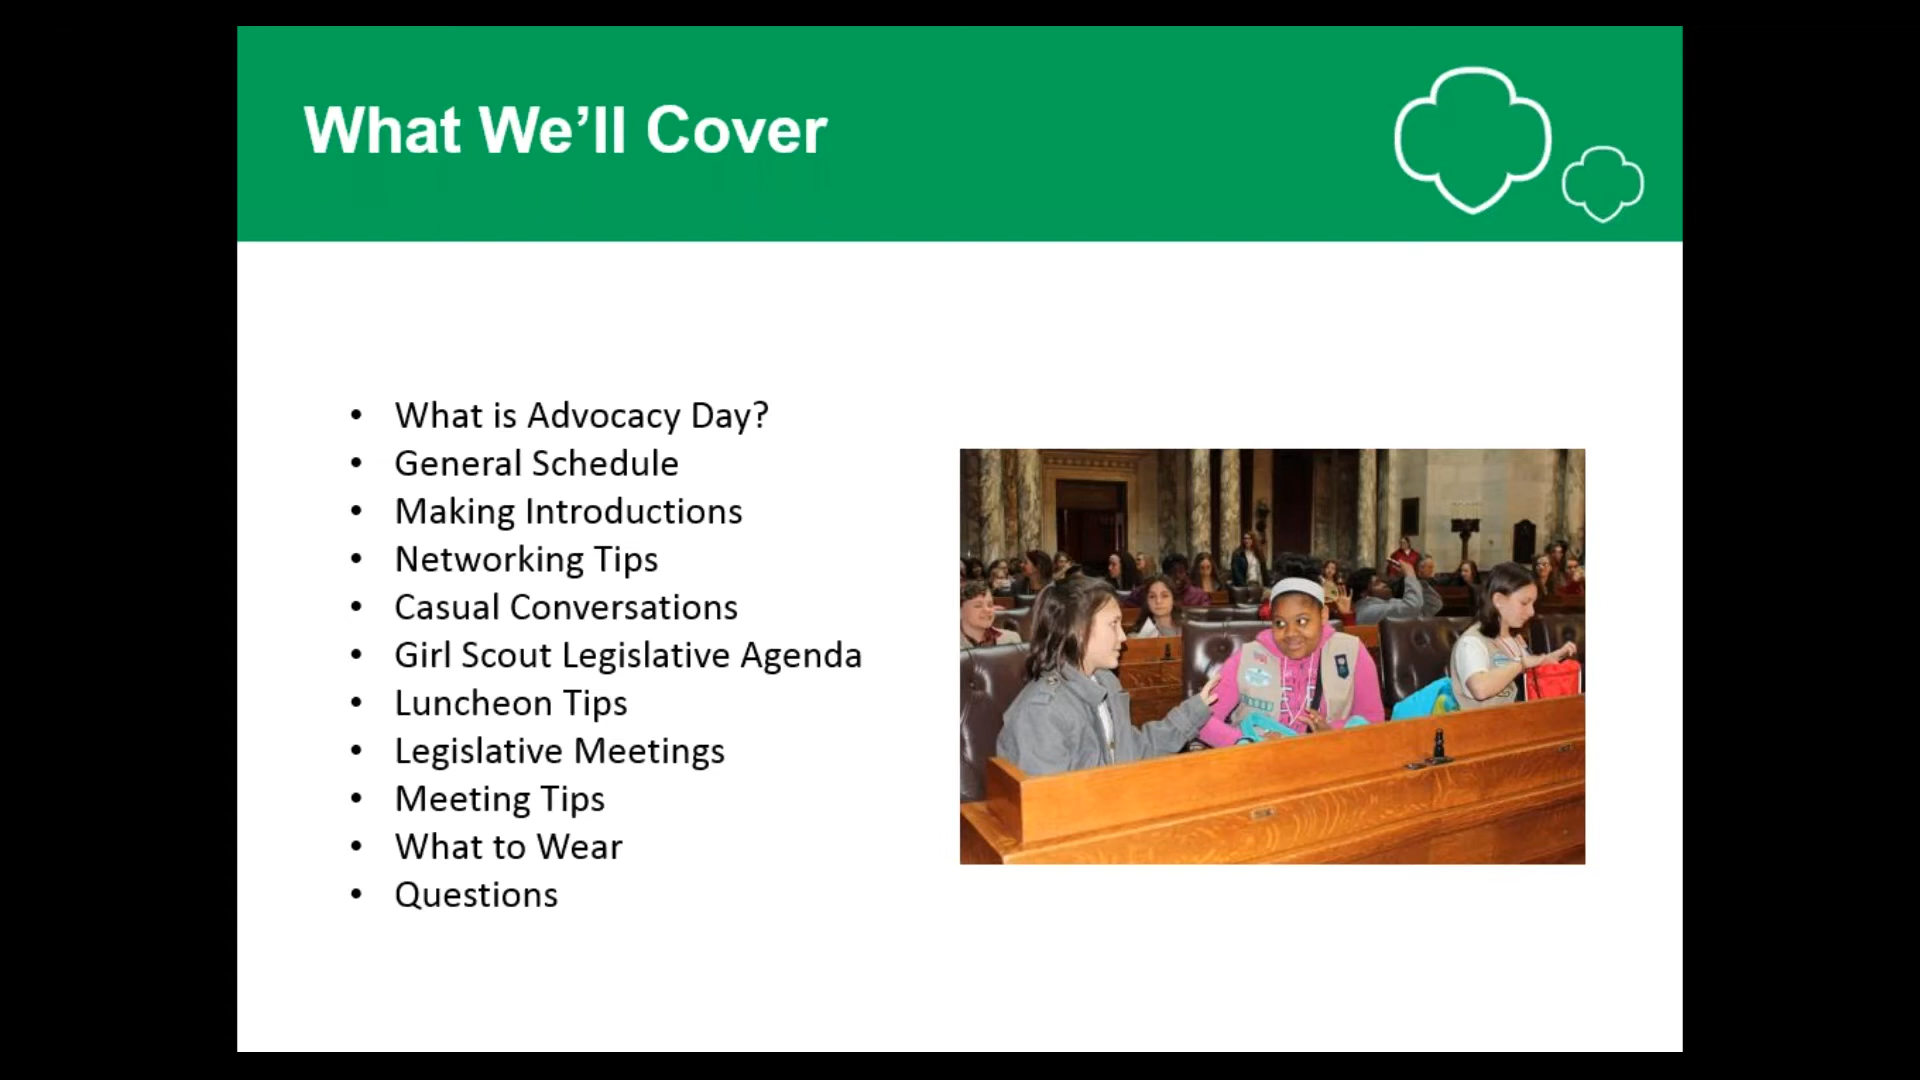 What We’ll Cover
• What is Advocacy Day?
• General Schedule
• Making Introductions
• Networking Tips
• Casual Conversations
• Girl Scout Legislative Agenda
• Luncheon Tips
• Legislative Meetings
• Meeting Tips
• What to Wear
• Questions